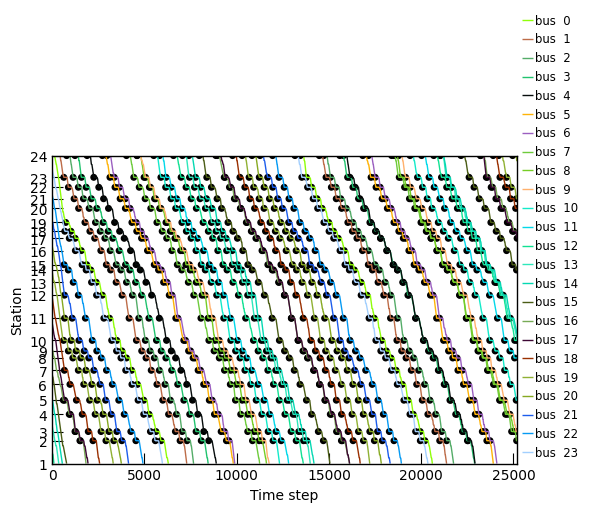 bus 0
bus 1
bus 2
bus 3
bus 4
bus 5
bus 6
bus 7
bus 8
bus 9
bus 10
bus 11
bus 12
bus 13
bus 14
bus 15
bus 16
bus 17
bus 18
bus 19
bus 20
bus 21
bus 22
bus 23
24
23
22
21
20
19
18
17
16
15
14
13
12
11
10
9
8
7
6
5
4
3
2
1
Station
0 5000 10000 15000 20000 25000
Time step